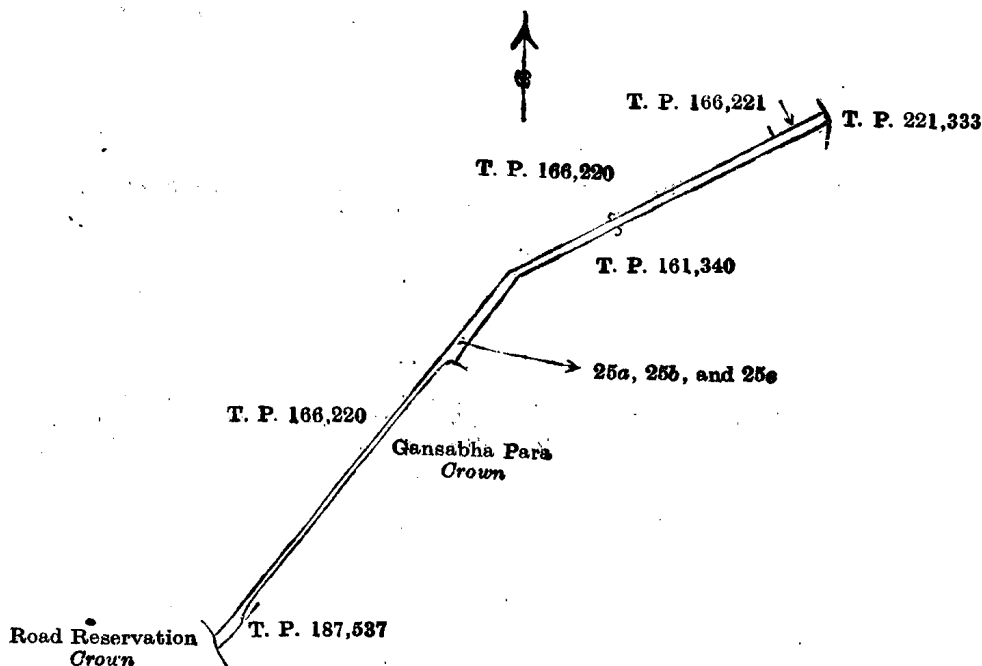 T. P. 166,221
T. P. 221,333
T. P. 166,220
T. P. 161,340
25a, 25b, and 25c
T. P. 166,220
Gansabha Para
Crown
T. P. 187,537
Road Reservation
Crown